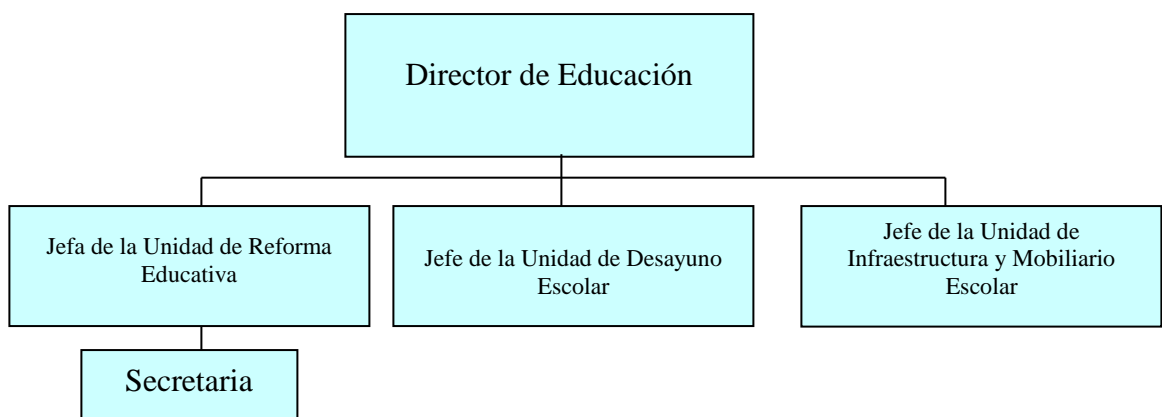 Director de Educación
Jefa de la Unidad de Reforma
Educativa
Jefe de la Unidad de Desayuno
Escolar
Jefe de la Unidad de
Infraestructura y Mobiliario
Escolar
Secretaria